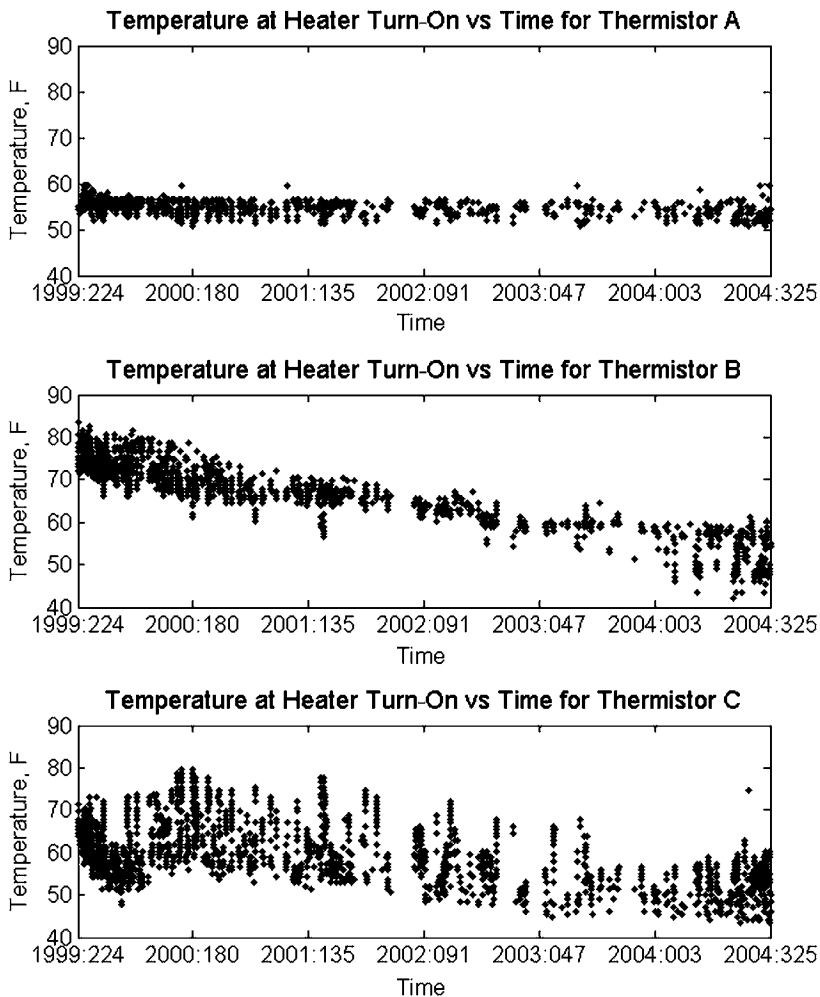 Temperature at Heater Turn-On vs Time for Thermistor A
90
80
70
60
50
40
Temperature, F
1999:224 2000:180 2001:135 2002:091 2003:047 2004:003 2004:325
Time
Temperature at Heater Turn-On vs Time for Thermistor B
90
80
70
60
50
40
Temperature, F
1999:224 2000:180 2001:135 2002:091 2003:047 2004:003 2004:325
Time
Temperature at Heater Turn-On vs Time for Thermistor C
90
80
70
60
50
40
Temperature, F
1999:224 2000:180 2001:135 2002:091 2003:047 2004:003 2004:325
Time